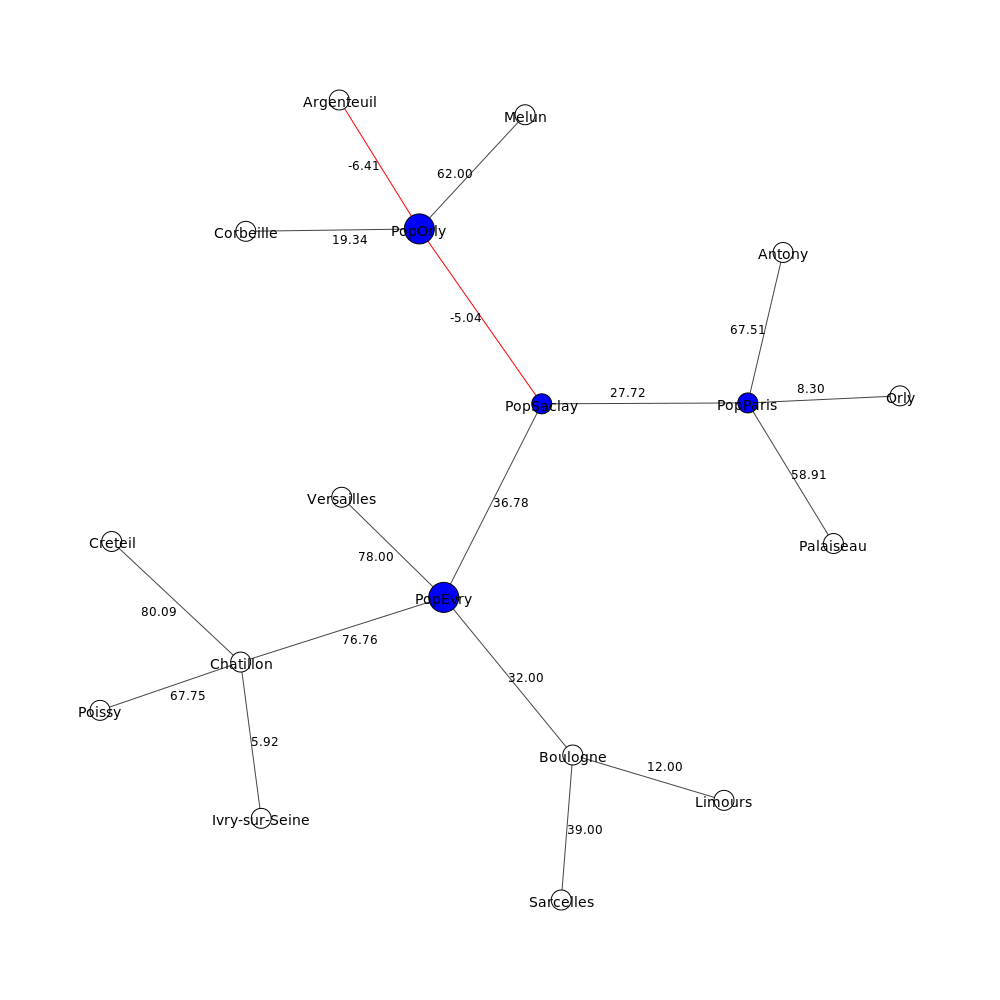 Argenteuil
Melun
-6.41
62.00
PopOrly
Corbeille
19.34
Antony
-5.04
67.51
27.72
8.30
Orly
PopSaclay
PopParis
58.91
Versailles
36.78
Creteil
Palaiseau
78.00
PopEvry
80.09
76.76
Chatillon
67.75
32.00
Poissy
5.92
Boulogne
12.00
Limours
Ivry-sur-Seine
39.00
Sarcelles